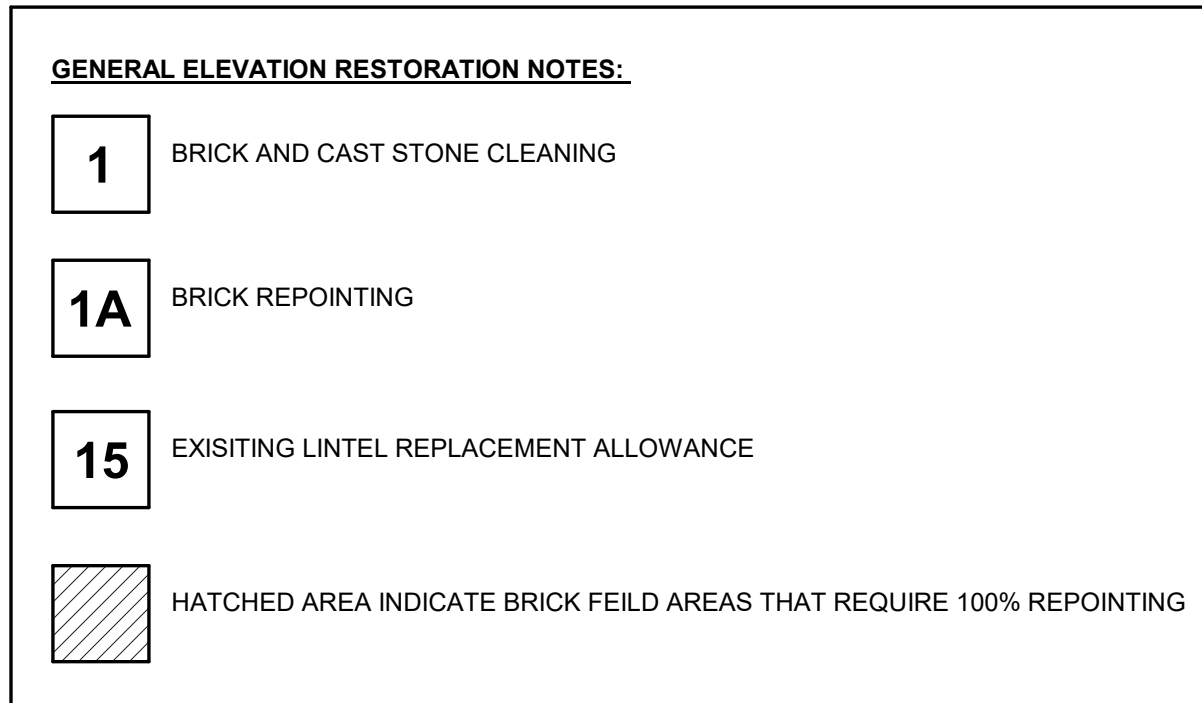 GENERAL ELEVATION RESTORATION NOTES:
1 BRICK AND CAST STONE CLEANING
1A BRICK REPOINTING
15 EXISITING LINTEL REPLACEMENT ALLOWANCE
HATCHED AREA INDICATE BRICK FEILD AREAS THAT REQUIRE 100% REPOINTING